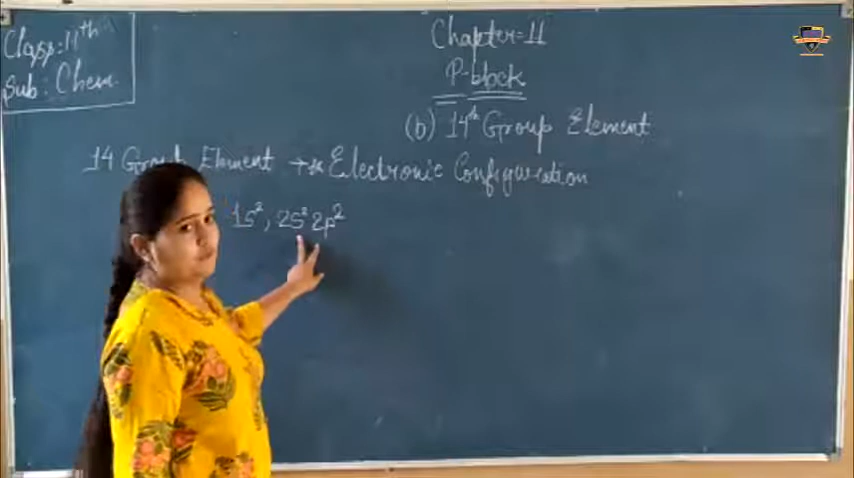 Class:11th
Sub: Chem.
Chapter=11
P-block
(b) 14th Group Element
14 Group Element → Electronic Configuration
1s², 2s² 2p²